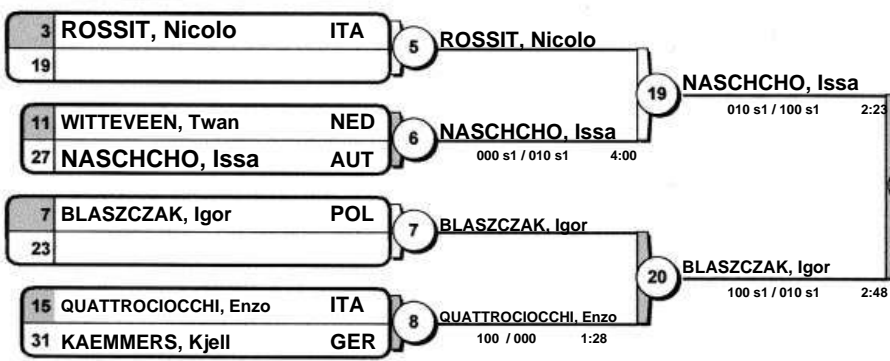 3 ROSSIT, Nicolo ITA
19
5 ROSSIT, Nicolo
11 WITTEVEEN, Twan NED
27 NASCHCHO, Issa AUT
6 NASCHCHO, Issa
000 s1 / 010 s1 4:00
19 NASCHCHO, Issa
010 s1 / 100 s1 2:23
7 BLASZCZAK, Igor POL
23
7 BLASZCZAK, Igor
15 QUATTROCIOCCHI, Enzo ITA
31 KAEMMERS, Kjell GER
8 QUATTROCIOCCHI, Enzo
100 / 000 1:28
20 BLASZCZAK, Igor
100 s1 / 010 s1 2:48